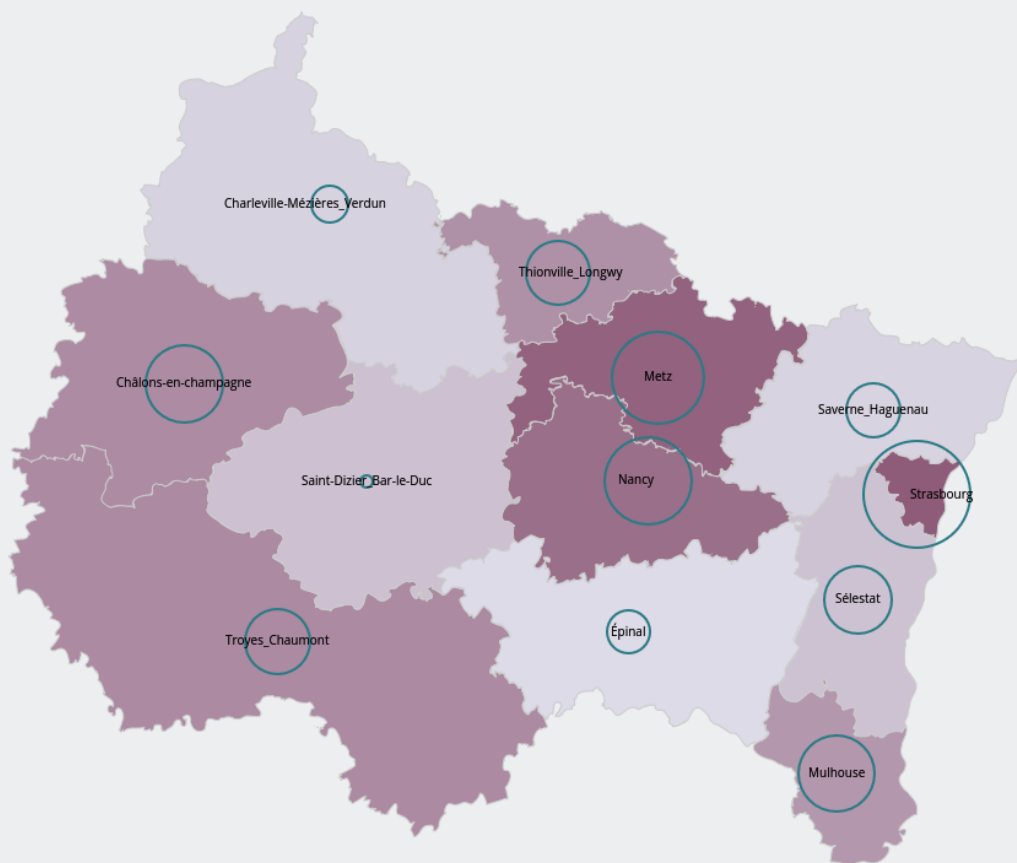 Charleville-Mézières_Verdun
Thionville_Longwy
Metz
Châlons-en-champagne
Saverne_Haguenau
Saint-Dizier_Bar-le-Duc
Nancy
Strasbourg
Sélestat
Épinal
Troyes_Chaumont
Mulhouse